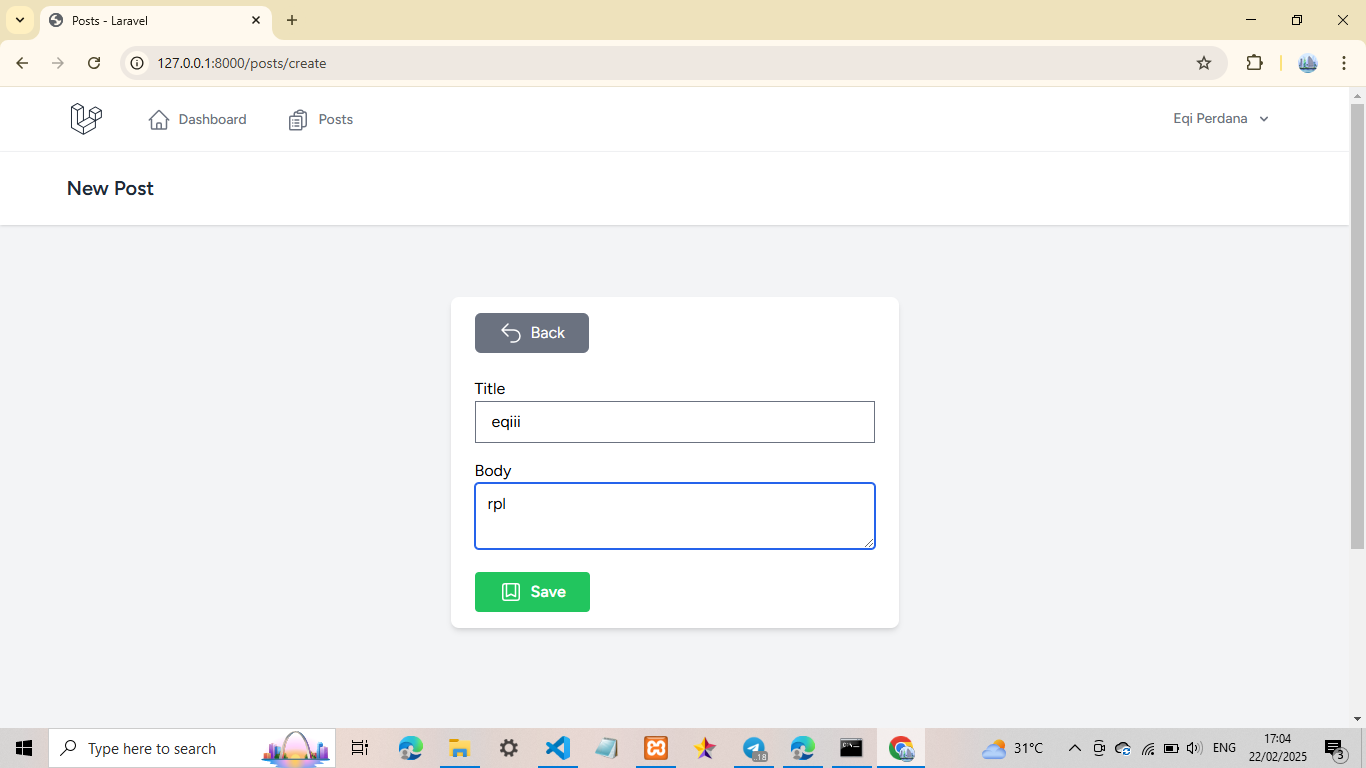 Posts - Laravel
127.0.0.1:8000/posts/create
Dashboard
Posts
Eqi Perdana
New Post
Back
Title
eqiii
Body
rpl
Save
Type here to search
.18
31°C
ENG
17:04
22/02/2025
3